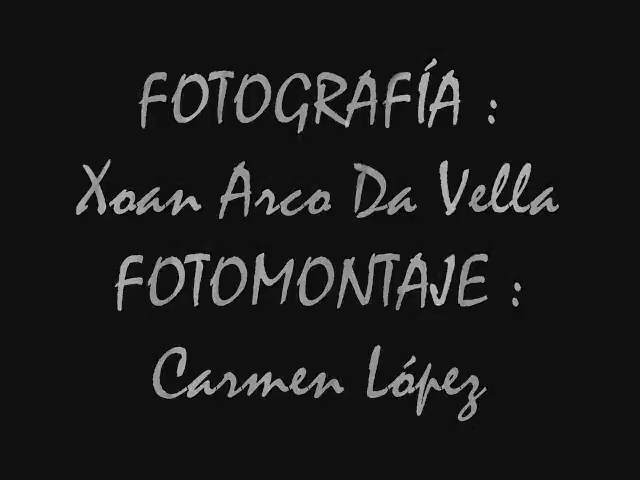 FOTOGRAFÍA :
Xoan Arco Da Vella
FOTOMONTAJE :
Carmen López